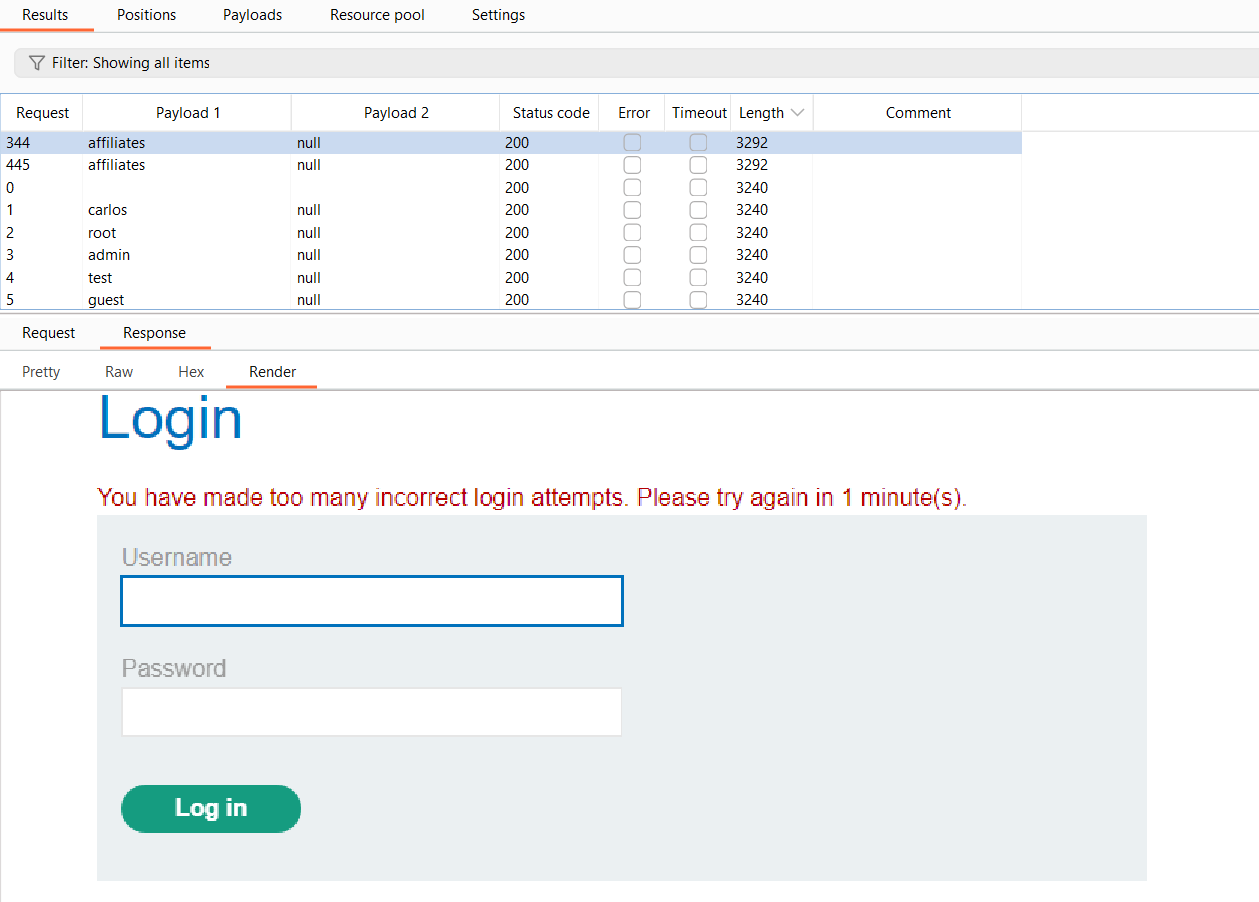 Results Positions Payloads Resource pool Settings
Filter: Showing all items
Request Payload 1 Payload 2 Status code Error Timeout Length Comment
344 affiliates null 200 3292
445 affiliates null 200 3292
0 200 3240
1 carlos null 200 3240
2 root null 200 3240
3 admin null 200 3240
4 test null 200 3240
5 guest null 200 3240
Request Response
Pretty Raw Hex Render
Login
You have made too many incorrect login attempts. Please try again in 1 minute(s).
Username
Password
Log in